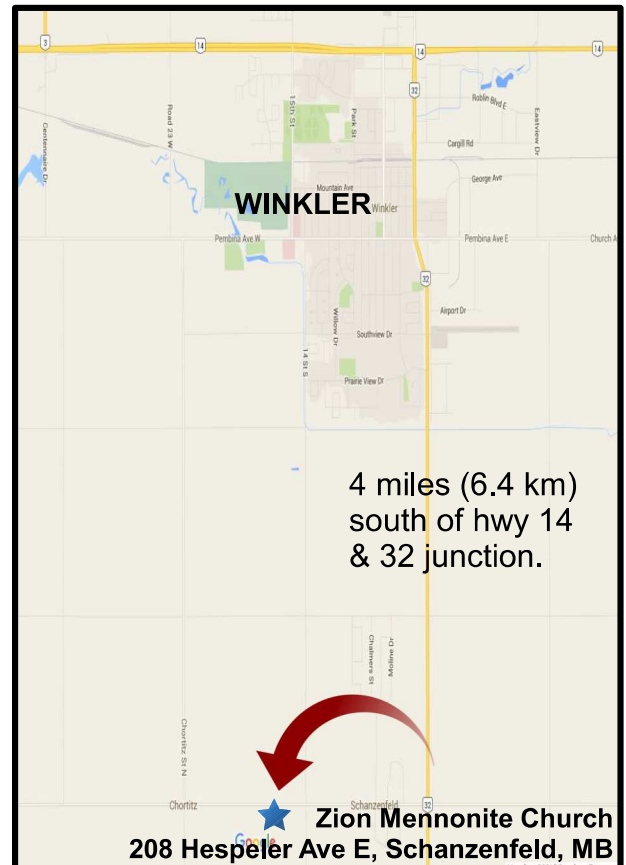 3
14
14
14
32
Roblin Blvd E
15th St
Park St
Road 23 W
Eastview Dr
Centennaire Dr
Cargill Rd
George Ave
Mountain Ave
WINKLER
Winkler
Pembina Ave W
Pembina Ave E
Church A
32
Airport Dr
Willow Dr
Southview Dr
14 St S
Prairie View Dr
4 miles (6.4 km)
south of hwy 14
& 32 junction.
Chalmers St
Moline Dr
Chortitz St N
Chortitz
Schanzenfeld
32
Zion Mennonite Church
Google
208 Hespeler Ave E, Schanzenfeld, MB